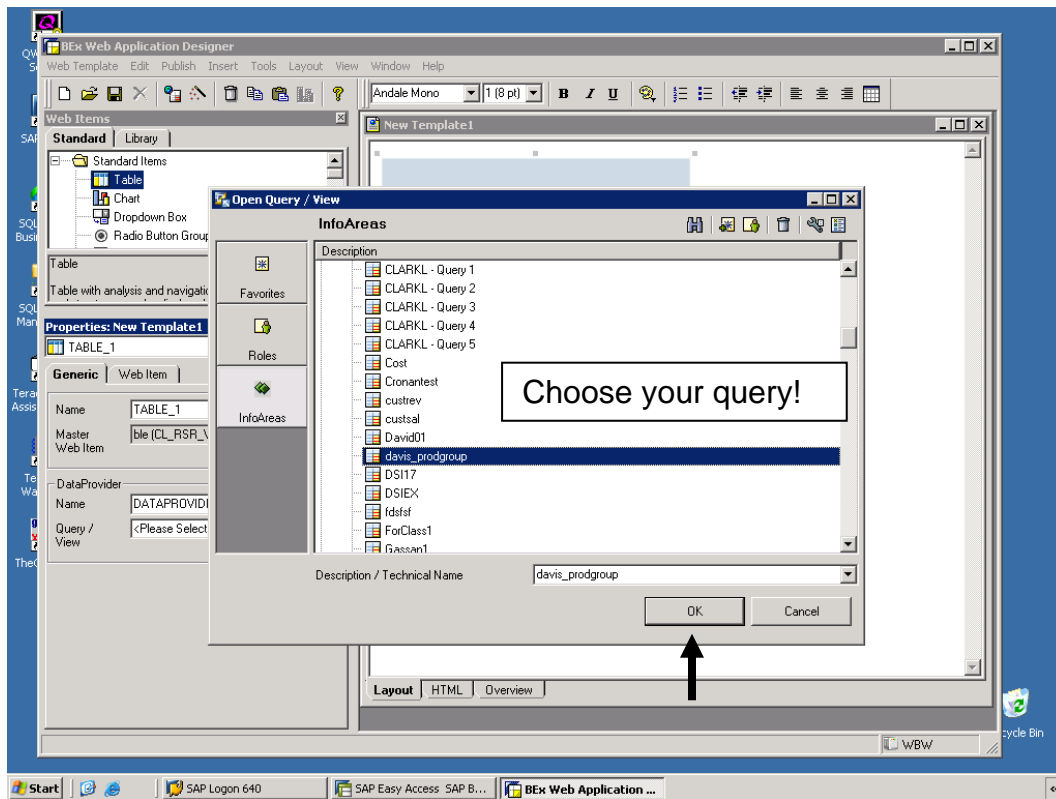 BEx Web Application Designer
Web Template Edit Publish Insert Tools Layout View Window Help
Andale Mono 1 (8 pt) B I U
Web Items
Standard Library
Standard Items
Table
Chart
Dropdown Box
Radio Button Group
Table
Table with analysis and
Properties: New Template1
TABLE_1
Generic Web Item
Name TABLE_1
Master Web Item ble (CL_RSR_
DataProvider
Name DATAPROVID
Query / View <Please Select
New Template1
Open Query / View
InfoAreas
Favorites
Roles
InfoAreas
Description
CLARKL - Query 1
CLARKL - Query 2
CLARKL - Query 3
CLARKL - Query 4
CLARKL - Query 5
Cost
Cronantest
custrev
custsal
David01
davis_prodgroup
DSI17
DSIEX
fdsfsf
ForClass1
Gassan1
Choose your query!
Description / Technical Name davis_prodgroup
OK Cancel
Layout HTML Overview
WBW
ycle Bin
Start SAP Logon 640 SAP Easy Access SAP B... BEx Web Application ...